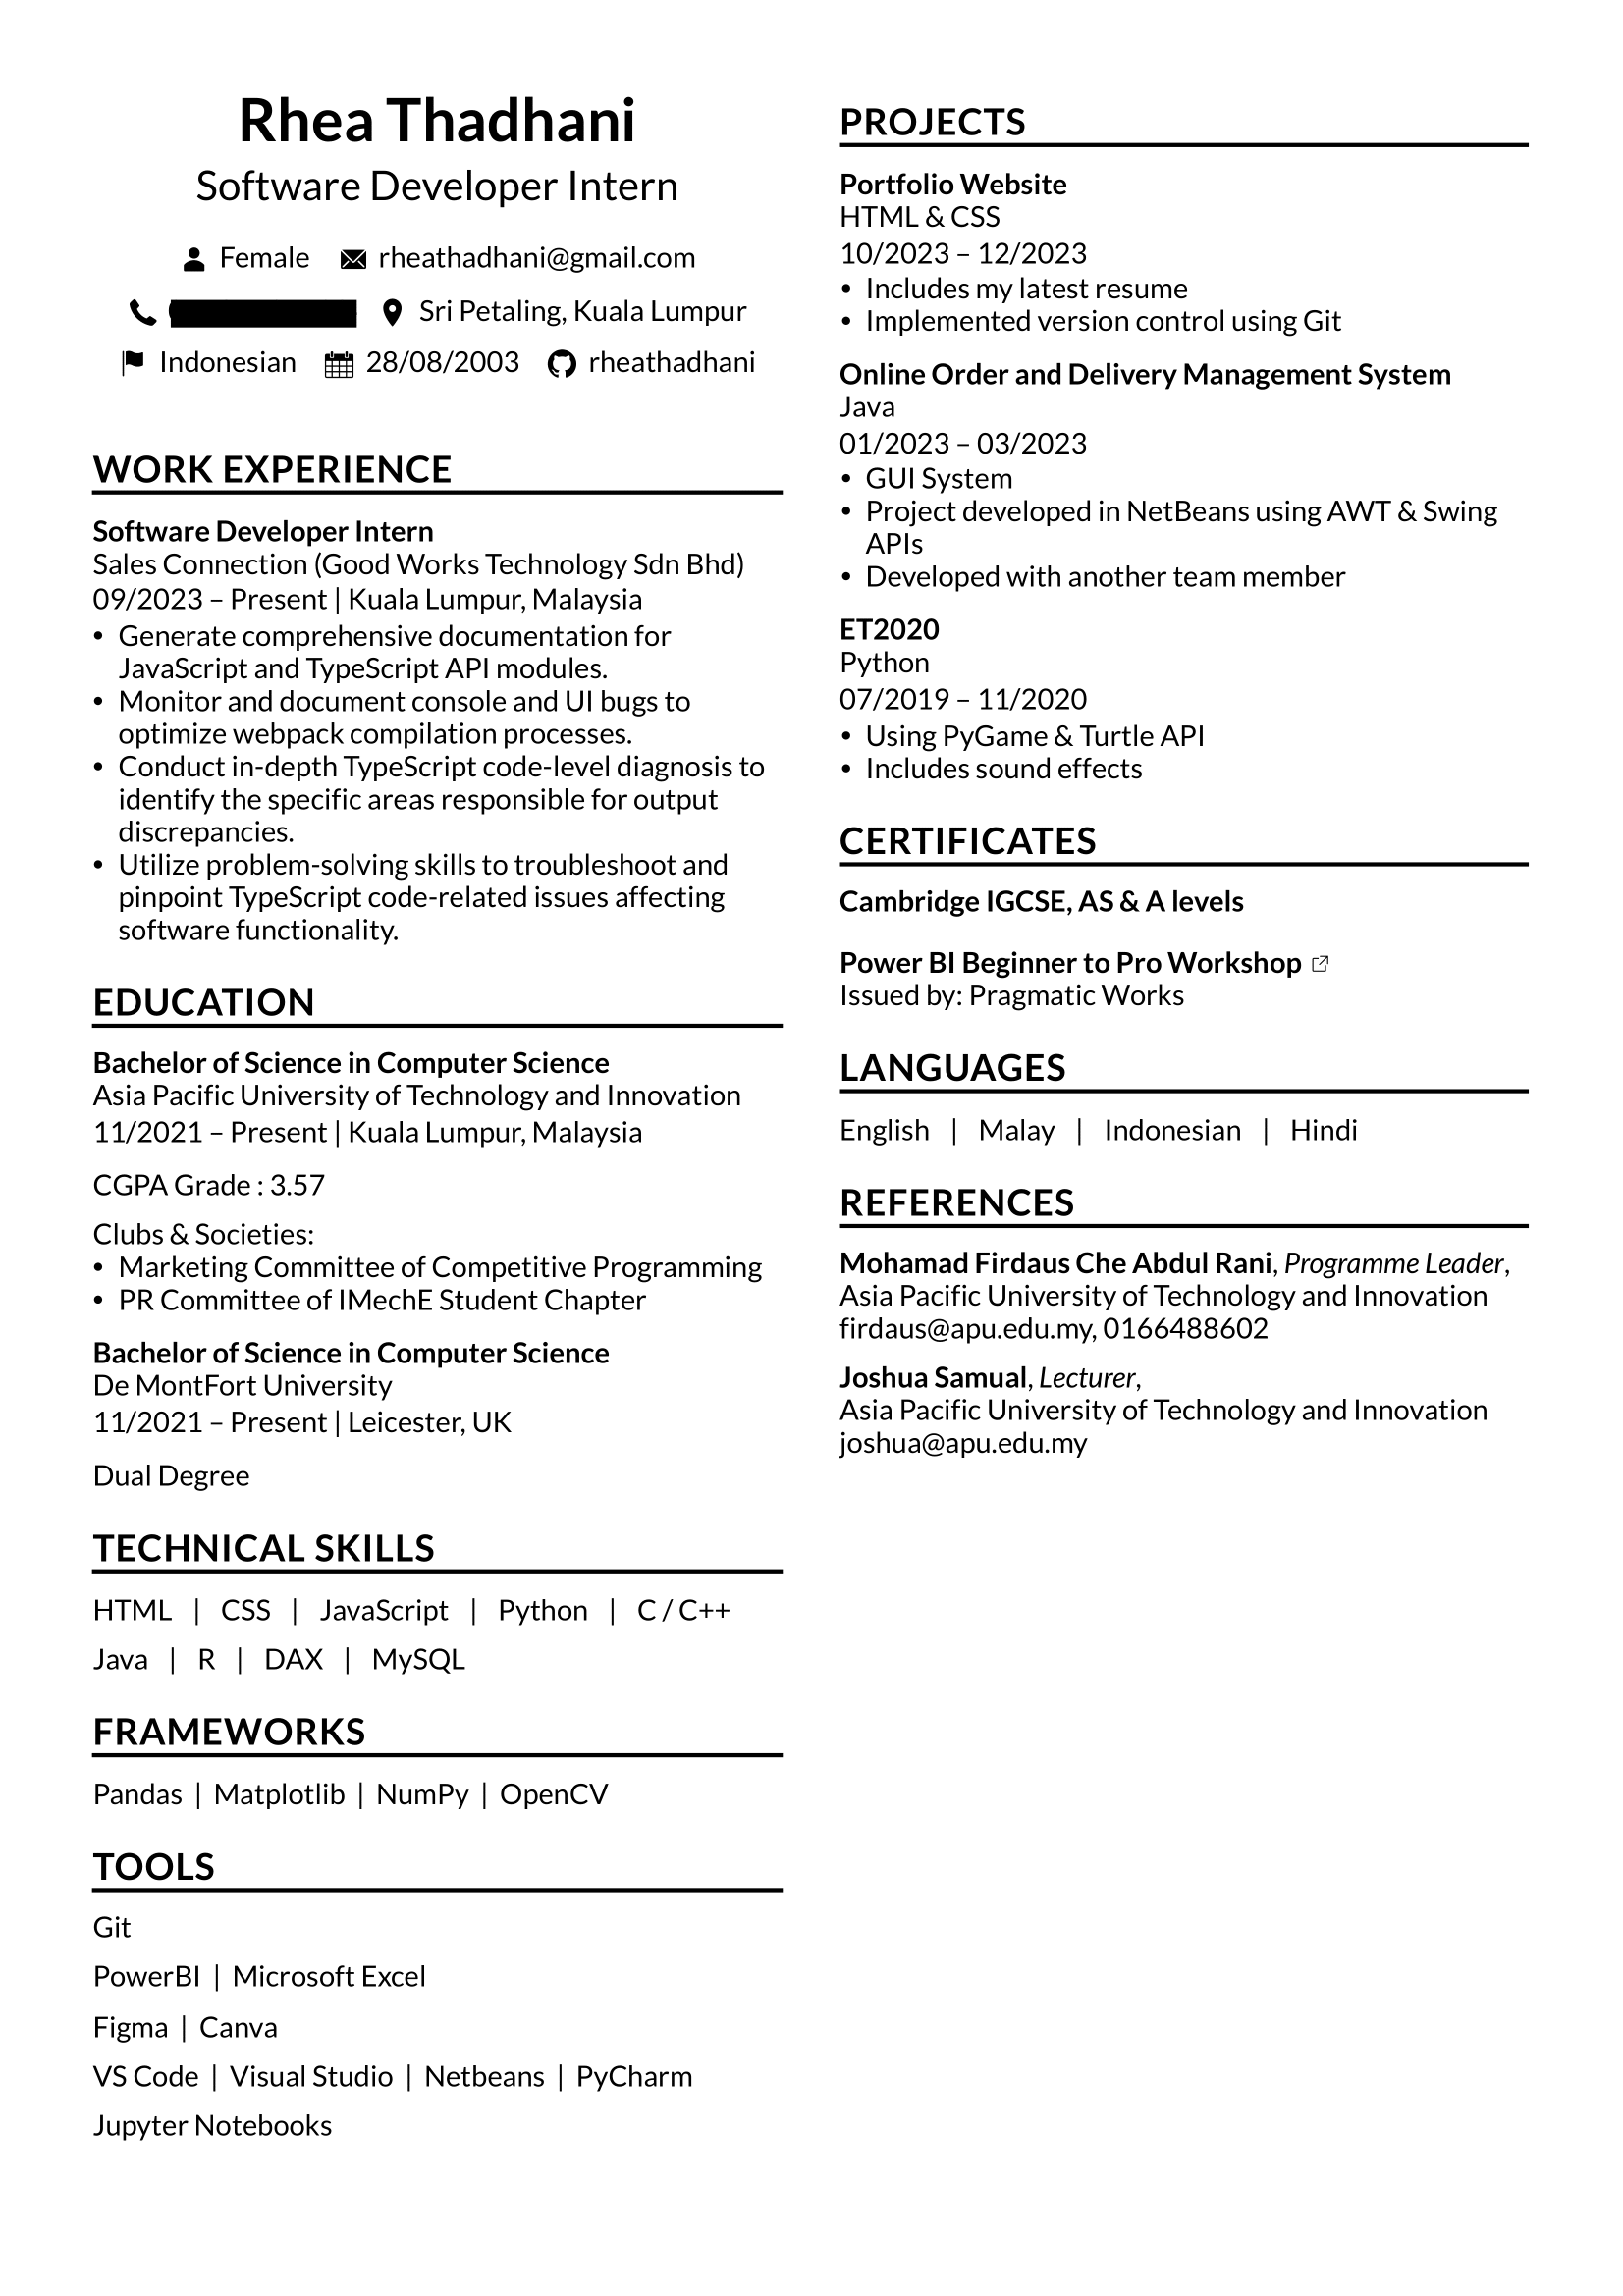 Rhea Thadhani
Software Developer Intern
Female rheathadhani@gmail.com
Sri Petaling, Kuala Lumpur
Indonesian 28/08/2003 rheathadhani
WORK EXPERIENCE
Software Developer Intern
Sales Connection (Good Works Technology Sdn Bhd)
09/2023 – Present | Kuala Lumpur, Malaysia
• Generate comprehensive documentation for
JavaScript and TypeScript API modules.
• Monitor and document console and UI bugs to
optimize webpack compilation processes.
• Conduct in-depth TypeScript code-level diagnosis to
identify the specific areas responsible for output
discrepancies.
• Utilize problem-solving skills to troubleshoot and
pinpoint TypeScript code-related issues affecting
software functionality.
EDUCATION
Bachelor of Science in Computer Science
Asia Pacific University of Technology and Innovation
11/2021 – Present | Kuala Lumpur, Malaysia
CGPA Grade : 3.57
Clubs & Societies:
• Marketing Committee of Competitive Programming
• PR Committee of IMechE Student Chapter
Bachelor of Science in Computer Science
De MontFort University
11/2021 – Present | Leicester, UK
Dual Degree
TECHNICAL SKILLS
HTML | CSS | JavaScript | Python | C / C++
Java | R | DAX | MySQL
FRAMEWORKS
Pandas | Matplotlib | NumPy | OpenCV
TOOLS
Git
PowerBI | Microsoft Excel
Figma | Canva
VS Code | Visual Studio | Netbeans | PyCharm
Jupyter Notebooks
PROJECTS
Portfolio Website
HTML & CSS
10/2023 – 12/2023
• Includes my latest resume
• Implemented version control using Git
Online Order and Delivery Management System
Java
01/2023 – 03/2023
• GUI System
• Project developed in NetBeans using AWT & Swing
APIs
• Developed with another team member
ET2020
Python
07/2019 – 11/2020
• Using PyGame & Turtle API
• Includes sound effects
CERTIFICATES
Cambridge IGCSE, AS & A levels
Power BI Beginner to Pro Workshop
Issued by: Pragmatic Works
LANGUAGES
English | Malay | Indonesian | Hindi
REFERENCES
Mohamad Firdaus Che Abdul Rani, Programme Leader,
Asia Pacific University of Technology and Innovation
firdaus@apu.edu.my, 0166488602
Joshua Samual, Lecturer,
Asia Pacific University of Technology and Innovation
joshua@apu.edu.my